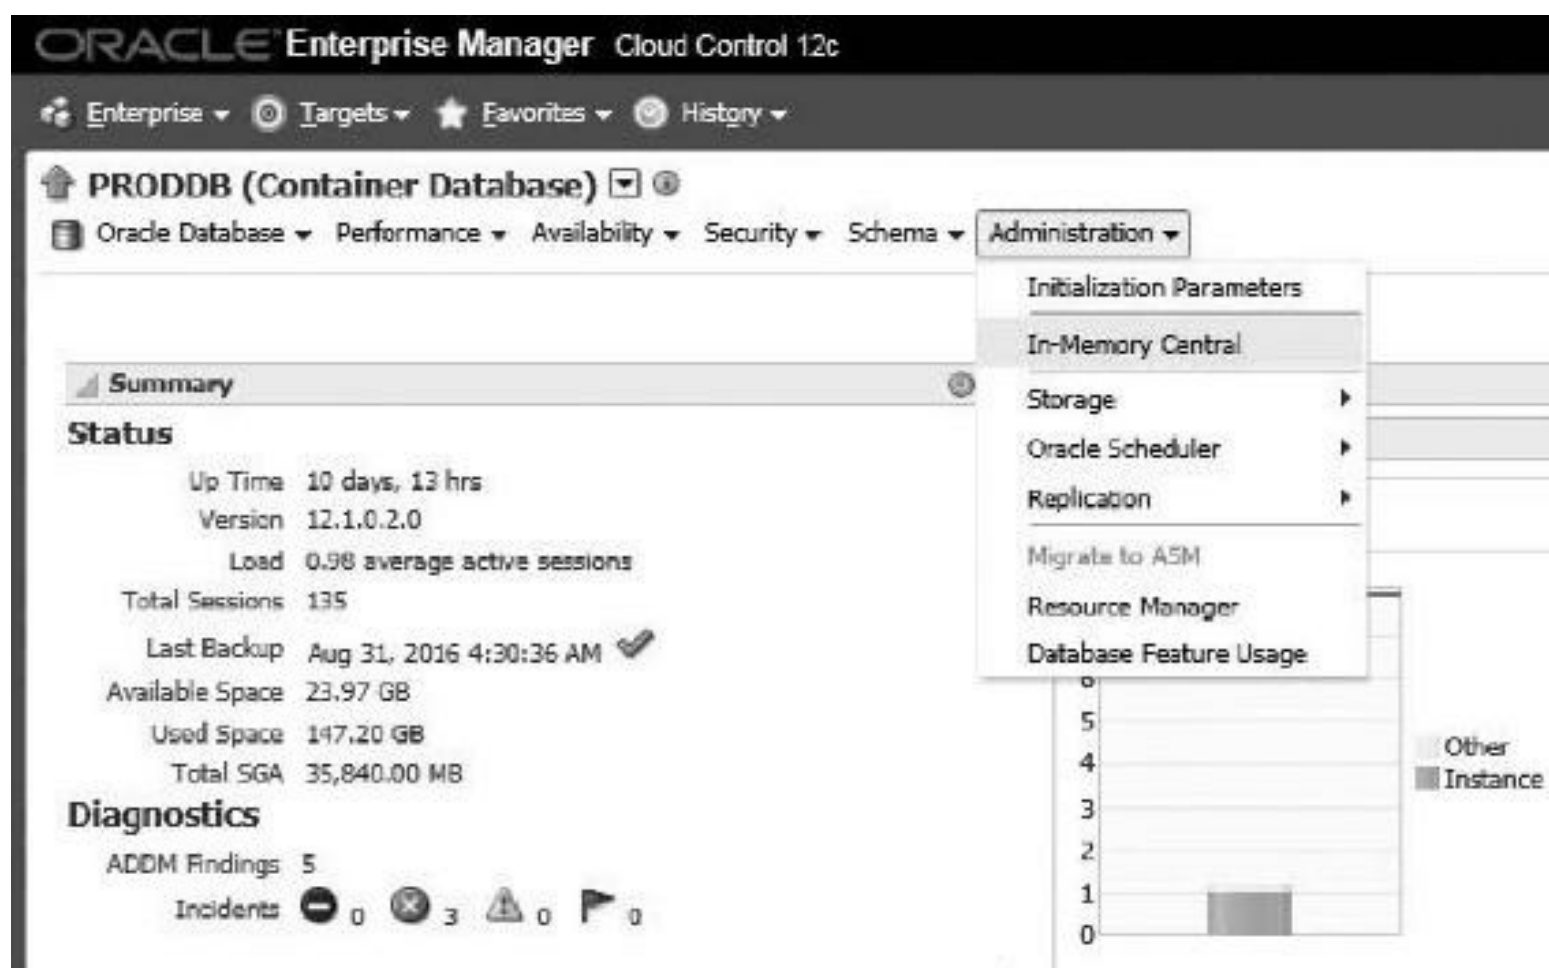 ORACLE Enterprise Manager Cloud Control 12c
Enterprise Targets Favorites History
PRODDB (Container Database)
Oracle Database Performance Availability Security Schema Administration
Initialization Parameters
In-Memory Central
Storage
Oracle Scheduler
Replication
Migrate to ASM
Resource Manager
Database Feature Usage
Summary
Status
Up Time 10 days, 13 hrs
Version 12.1.0.2.0
Load 0.98 average active sessions
Total Sessions 135
Last Backup Aug 31, 2016 4:30:36 AM
Available Space 23.97 GB
Used Space 147.20 GB
Total SGA 35,840.00 MB
Diagnostics
ADDM Findings 5
Incidents 0 3 0 0
6
5
4
3
2
1
0
Other
Instance